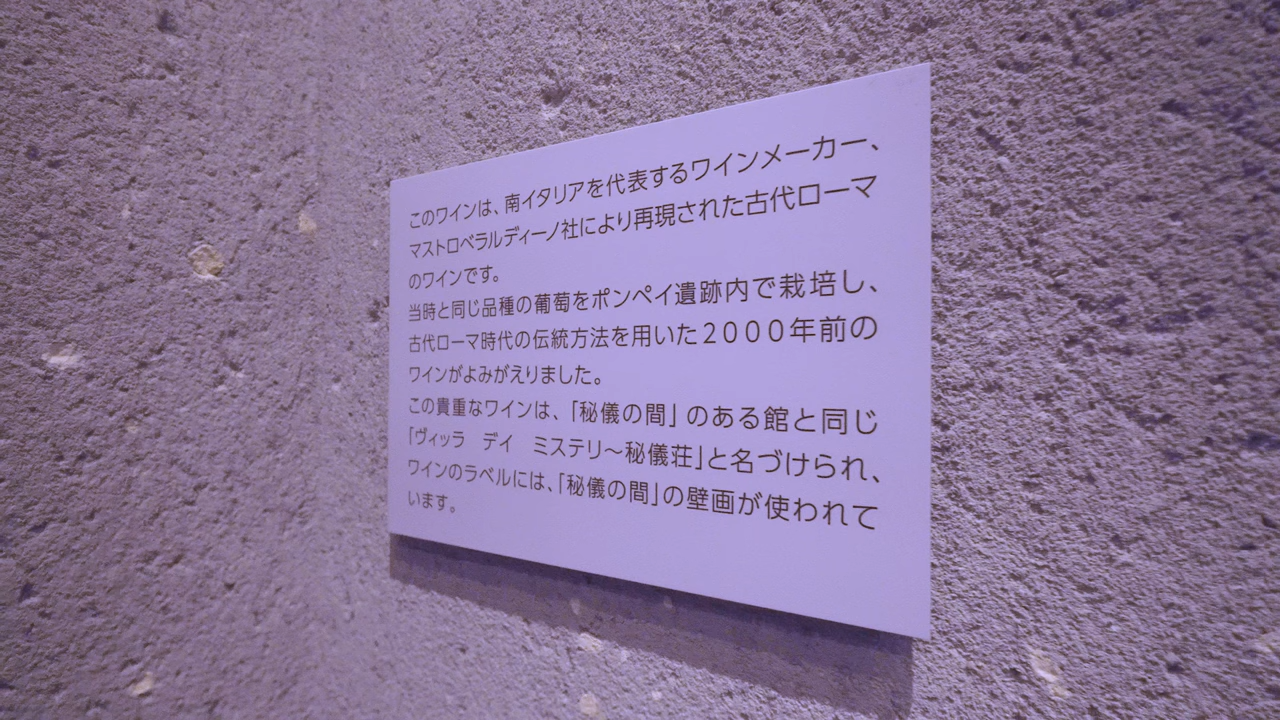 このワインは、南イタリアを代表するワインメーカー、
マストロベラルディーノ社により再現された古代ローマ
のワインです。
当時と同じ品種の葡萄をポンペイ遺跡内で栽培し、
古代ローマ時代の伝統方法を用いた2000年前の
ワインがよみがえりました。
この貴重なワインは、「秘儀の間」のある館と同じ
「ヴィッラ　デイ　ミステリ～秘儀荘」と名づけられ、
ワインのラベルには、「秘儀の間」の壁画が使われて
います。